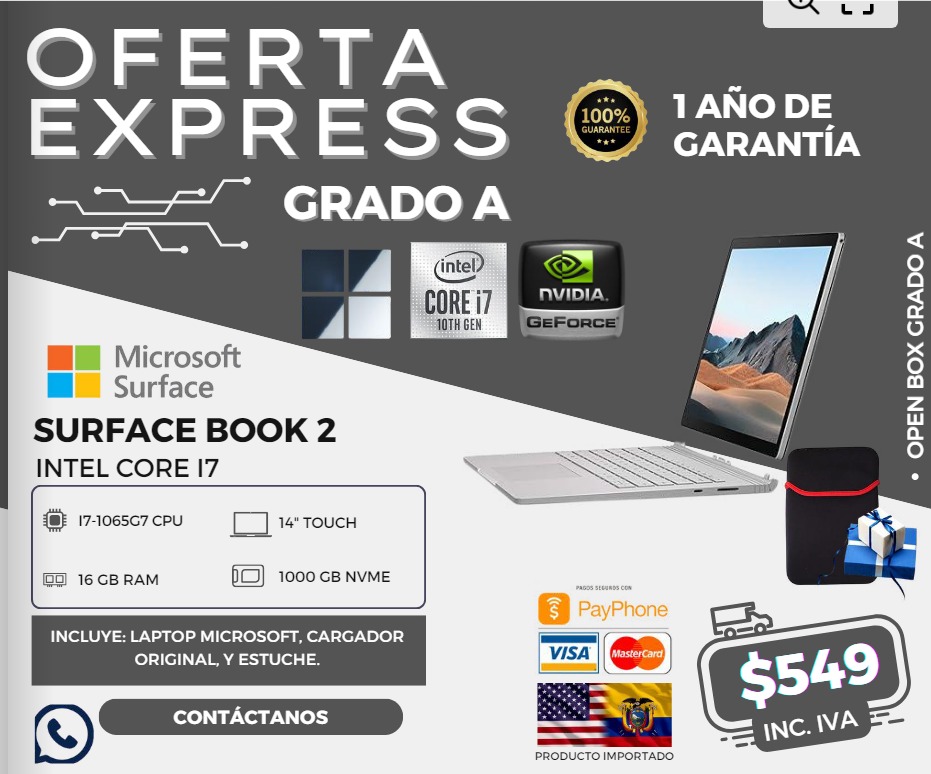 OFERTA
EXPRESS
100%
GUARANTEE
1 AÑO DE
GARANTÍA
GRADO A
intel
CORE i7
10TH GEN
NVIDIA
GEFORCE
OPEN BOX GRADO A
Microsoft
Surface
SURFACE BOOK 2
INTEL CORE I7
I7-1065G7 CPU
14" TOUCH
16 GB RAM
1000 GB NVME
INCLUYE: LAPTOP MICROSOFT, CARGADOR
ORIGINAL, Y ESTUCHE.
CONTÁCTANOS
PAGOS SEGUROS CON
PayPhone
VISA
MasterCard
PRODUCTO IMPORTADO
$549
INC. IVA